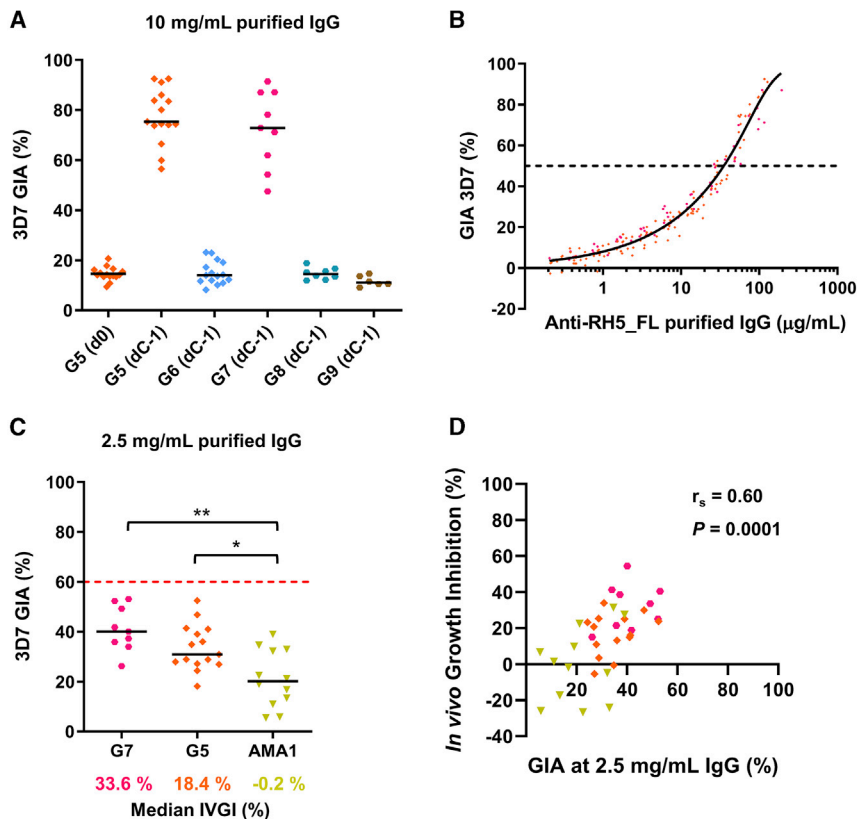 A
10 mg/mL purified IgG
3D7 GIA (%)
100
80
60
40
20
0
G5 (d0)
G5 (dC-1)
G6 (dC-1)
G7 (dC-1)
G8 (dC-1)
G9 (dC-1)
B
GIA 3D7 (%)
100
80
60
40
20
0
-20
1
10
100
1000
Anti-RH5_FL purified IgG (μg/mL)
C
2.5 mg/mL purified IgG
3D7 GIA (%)
100
80
60
40
20
0
**
*
G7
G5
AMA1
33.6 %
18.4 %
-0.2 %
Median IVGI (%)
D
In vivo Growth Inhibition (%)
100
80
60
40
20
0
-20
-40
rs = 0.60
P = 0.0001
20
40
60
80
100
GIA at 2.5 mg/mL IgG (%)